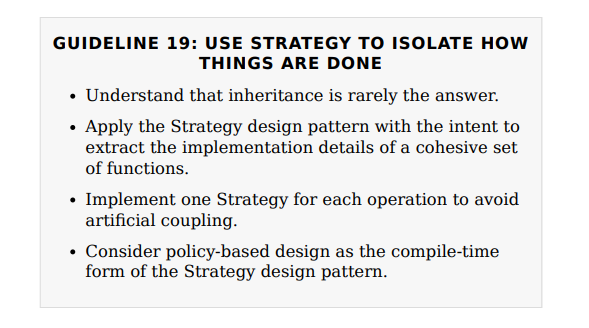 GUIDELINE 19: USE STRATEGY TO ISOLATE HOW
THINGS ARE DONE
• Understand that inheritance is rarely the answer.
• Apply the Strategy design pattern with the intent to
extract the implementation details of a cohesive set
of functions.
• Implement one Strategy for each operation to avoid
artificial coupling.
• Consider policy-based design as the compile-time
form of the Strategy design pattern.